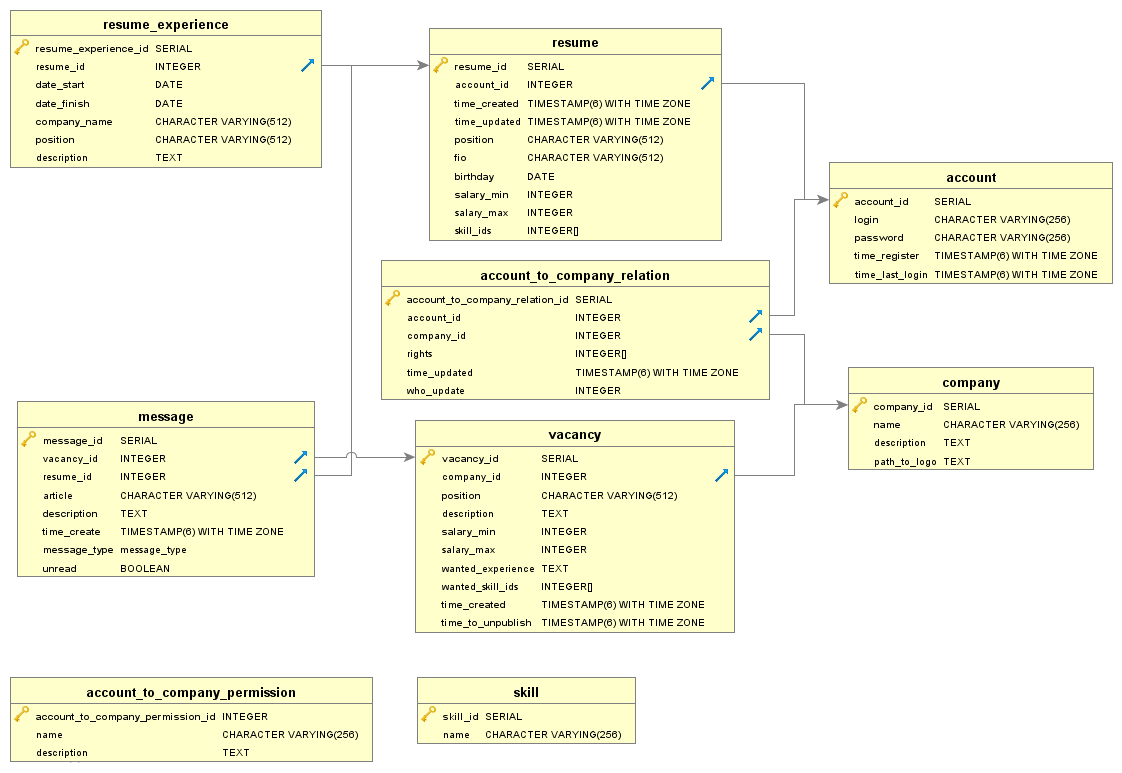 resume_experience
resume_experience_id SERIAL
resume_id INTEGER
date_start DATE
date_finish DATE
company_name CHARACTER VARYING(512)
position CHARACTER VARYING(512)
description TEXT
resume
resume_id SERIAL
account_id INTEGER
time_created TIMESTAMP(6) WITH TIME ZONE
time_updated TIMESTAMP(6) WITH TIME ZONE
position CHARACTER VARYING(512)
fio CHARACTER VARYING(512)
birthday DATE
salary_min INTEGER
salary_max INTEGER
skill_ids INTEGER[]
account
account_id SERIAL
login CHARACTER VARYING(256)
password CHARACTER VARYING(256)
time_register TIMESTAMP(6) WITH TIME ZONE
time_last_login TIMESTAMP(6) WITH TIME ZONE
account_to_company_relation
account_to_company_relation_id SERIAL
account_id INTEGER
company_id INTEGER
rights INTEGER[]
time_updated TIMESTAMP(6) WITH TIME ZONE
who_update INTEGER
company
company_id SERIAL
name CHARACTER VARYING(256)
description TEXT
path_to_logo TEXT
message
message_id SERIAL
vacancy_id INTEGER
resume_id INTEGER
article CHARACTER VARYING(512)
description TEXT
time_create TIMESTAMP(6) WITH TIME ZONE
message_type message_type
unread BOOLEAN
vacancy
vacancy_id SERIAL
company_id INTEGER
position CHARACTER VARYING(512)
description TEXT
salary_min INTEGER
salary_max INTEGER
wanted_experience TEXT
wanted_skill_ids INTEGER[]
time_created TIMESTAMP(6) WITH TIME ZONE
time_to_unpublish TIMESTAMP(6) WITH TIME ZONE
account_to_company_permission
account_to_company_permission_id INTEGER
name CHARACTER VARYING(256)
description TEXT
skill
skill_id SERIAL
name CHARACTER VARYING(256)